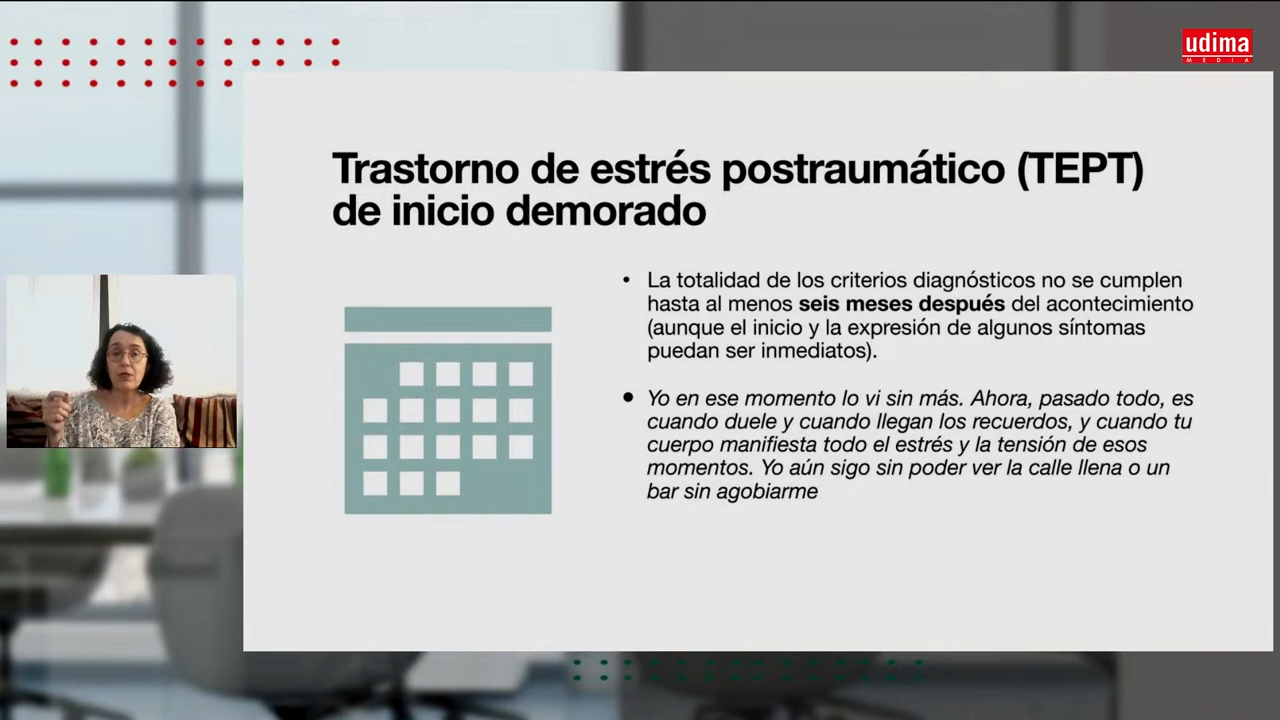 udima
MEDIA
Trastorno de estrés postraumático (TEPT)
de inicio demorado
• La totalidad de los criterios diagnósticos no se cumplen
hasta al menos seis meses después del acontecimiento
(aunque el inicio y la expresión de algunos síntomas
puedan ser inmediatos).
• Yo en ese momento lo vi sin más. Ahora, pasado todo, es
cuando duele y cuando llegan los recuerdos, y cuando tu
cuerpo manifiesta todo el estrés y la tensión de esos
momentos. Yo aún sigo sin poder ver la calle llena o un
bar sin agobiarme